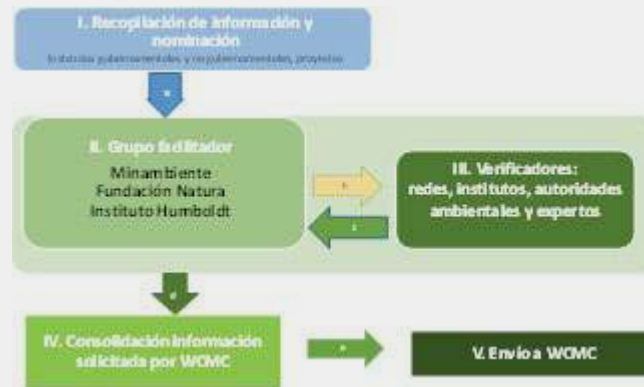 I. Recopilación de información y
nominación
II. Grupo facilitador
Minambiente
Fundación Natura
Instituto Humboldt
III. Verificadores:
redes, institutos, autoridades
ambientales y expertos
IV. Consolidación información
solicitada por WCMC
V. Envío a WCMC